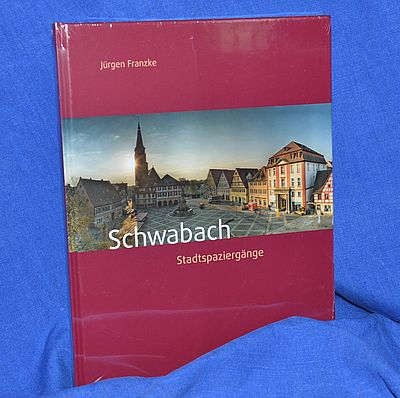 Jürgen Franzke
Schwabach
Stadtspaziergänge